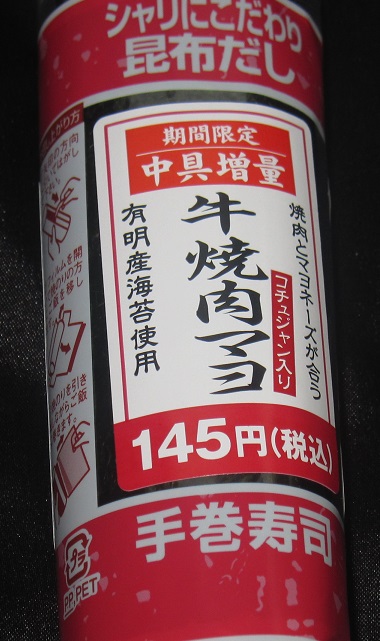 シャリにこだわり
昆布だし
期間限定
中具増量
焼肉とマヨネーズが合う
牛焼肉マヨ
コチュジャン入り
有明産海苔使用
145円(税込)
手巻寿司
プラ
PP,PET